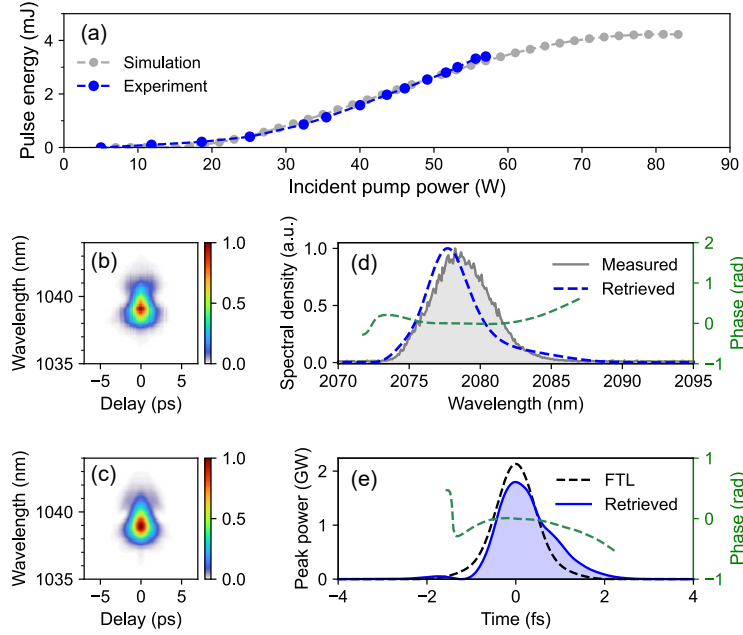 (a)
Pulse energy (mJ)
4
2
0
Simulation
Experiment
0 10 20 30 40 50 60 70 80 90
Incident pump power (W)
(b)
Wavelength (nm)
1040
1035
−5 0 5
Delay (ps)
1.0
0.5
0.0
(d)
Spectral density (a.u.)
1.0
0.5
0.0
Measured
Retrieved
2
1
0
−1
Phase (rad)
2070 2075 2080 2085 2090 2095
Wavelength (nm)
(c)
Wavelength (nm)
1040
1035
−5 0 5
Delay (ps)
1.0
0.5
0.0
(e)
Peak power (GW)
2
1
0
FTL
Retrieved
1
0
−1
Phase (rad)
−4 −2 0 2 4
Time (fs)